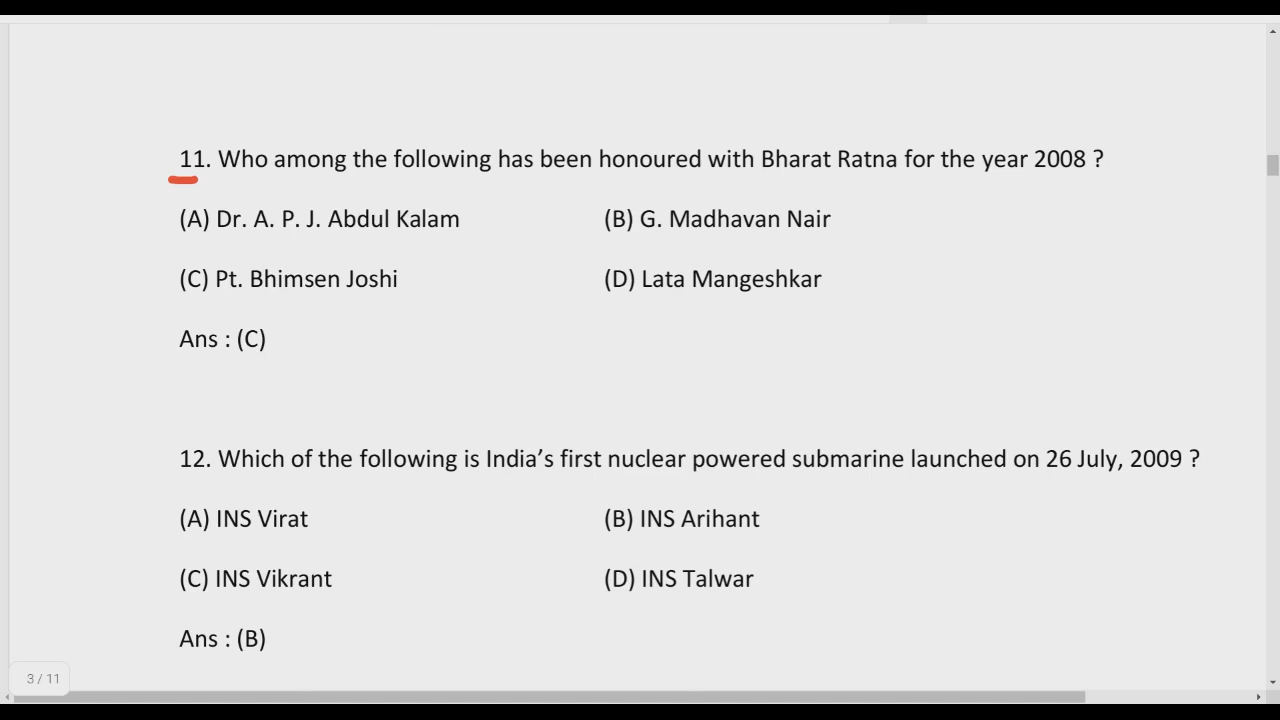 11. Who among the following has been honoured with Bharat Ratna for the year 2008 ?
(A) Dr. A. P. J. Abdul Kalam (B) G. Madhavan Nair
(C) Pt. Bhimsen Joshi (D) Lata Mangeshkar
Ans : (C)
12. Which of the following is India’s first nuclear powered submarine launched on 26 July, 2009 ?
(A) INS Virat (B) INS Arihant
(C) INS Vikrant (D) INS Talwar
Ans : (B)
3 / 11